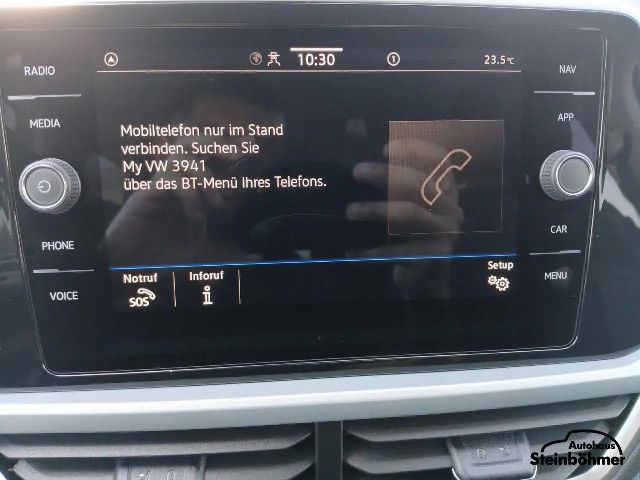 RADIO
MEDIA
PHONE
VOICE
10:30
1
23.5°C
Mobiltelefon nur im Stand
verbinden. Suchen Sie
My VW 3941
über das BT-Menü Ihres Telefons.
Notruf
SOS
Inforuf
Setup
NAV
APP
CAR
MENU
Autohaus
Steinböhmer